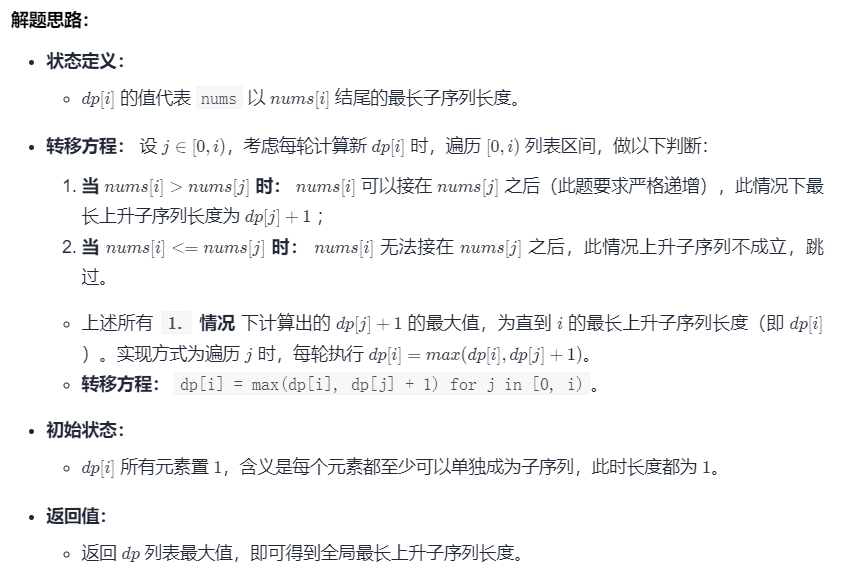 解题思路：
• 状态定义：
○ dp[i] 的值代表 nums 以 nums[i] 结尾的最长子序列长度。
• 转移方程： 设 j ∈ [0, i)，考虑每轮计算新 dp[i] 时，遍历 [0, i) 列表区间，做以下判断：
1. 当 nums[i] > nums[j] 时： nums[i] 可以接在 nums[j] 之后（此题要求严格递增），此情况下最
长上升子序列长度为 dp[j] + 1 ；
2. 当 nums[i] <= nums[j] 时： nums[i] 无法接在 nums[j] 之后，此情况上升子序列不成立，跳
过。
○ 上述所有 1. 情况 下计算出的 dp[j] + 1 的最大值，为直到 i 的最长上升子序列长度（即 dp[i]
）。实现方式为遍历 j 时，每轮执行 dp[i] = max(dp[i], dp[j] + 1)。
○ 转移方程： dp[i] = max(dp[i], dp[j] + 1) for j in [0, i) 。
• 初始状态：
○ dp[i] 所有元素置 1，含义是每个元素都至少可以单独成为子序列，此时长度都为 1。
• 返回值：
○ 返回 dp 列表最大值，即可得到全局最长上升子序列长度。